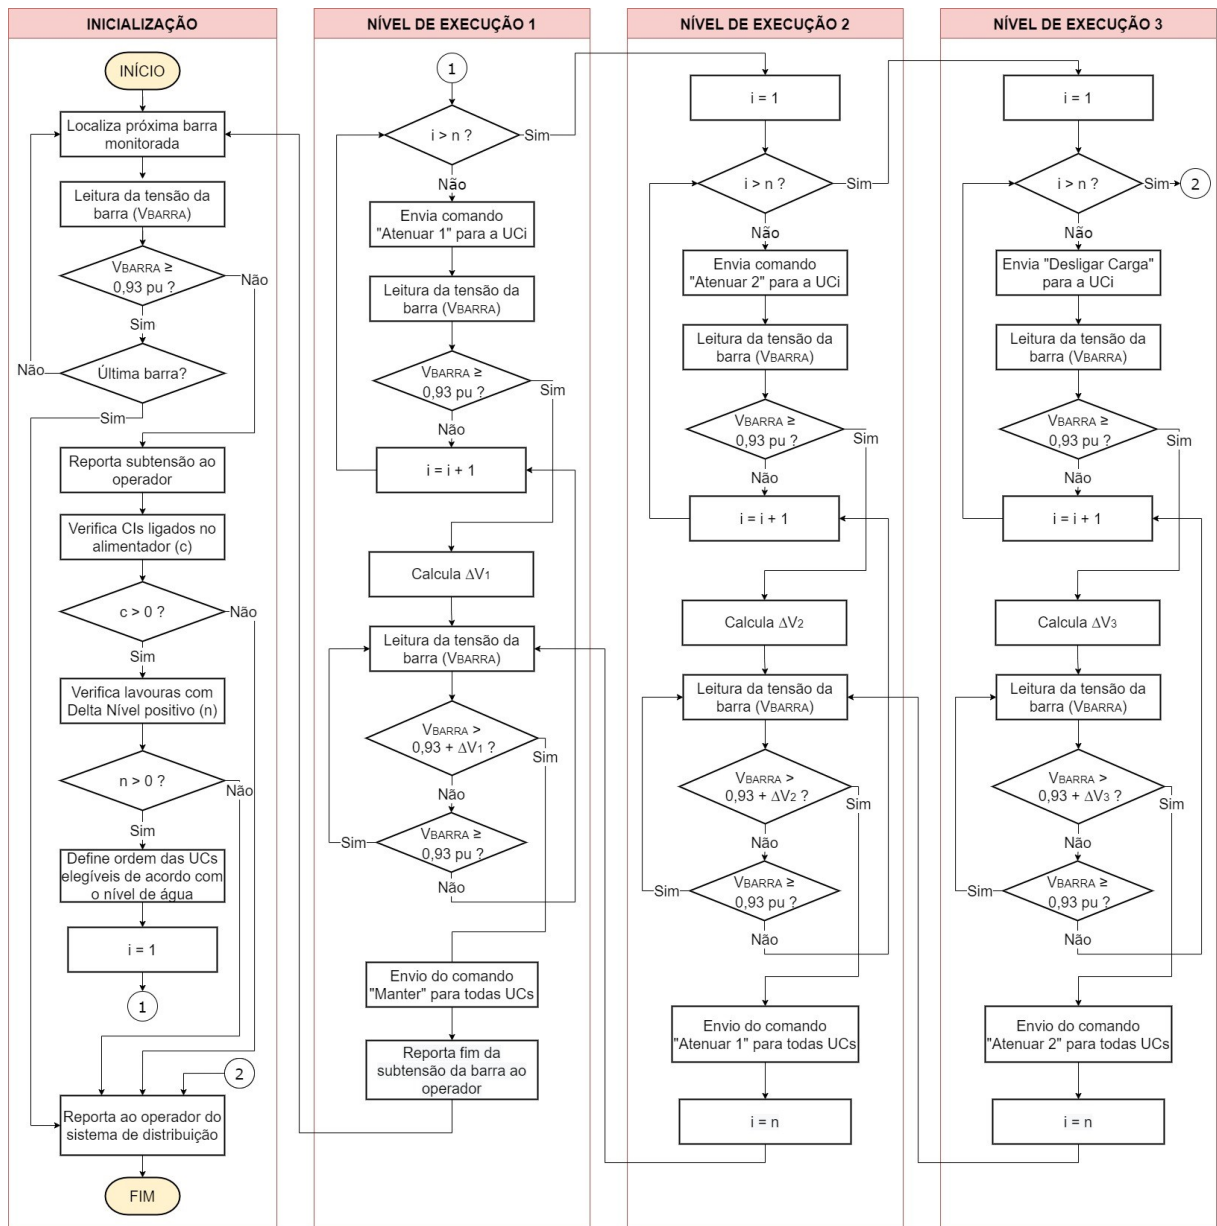 INICIALIZAÇÃO
INÍCIO
Localiza próxima barra
monitorada
Leitura da tensão da
barra (VBARRA)
VBARRA ≥
0,93 pu ?
Não
Sim
Última barra?
Não
Sim
Reporta subtensão ao
operador
Verifica CIs ligados no
alimentador (c)
c > 0 ?
Não
Sim
Verifica lavouras com
Delta Nível positivo (n)
n > 0 ?
Não
Sim
Define ordem das UCs
elegíveis de acordo com
o nível de água
i = 1
1
2
Reporta ao operador do
sistema de distribuição
FIM
NÍVEL DE EXECUÇÃO 1
1
i > n ?
Sim
Não
Envia comando
"Atenuar 1" para a UCi
Leitura da tensão da
barra (VBARRA)
VBARRA ≥
0,93 pu ?
Sim
Não
i = i + 1
Calcula ΔV1
Leitura da tensão da
barra (VBARRA)
VBARRA >
0,93 + ΔV1 ?
Sim
Não
VBARRA ≥
0,93 pu ?
Sim
Não
Envio do comando
"Manter" para todas UCs
Reporta fim da
subtensão da barra ao
operador
NÍVEL DE EXECUÇÃO 2
i = 1
i > n ?
Sim
Não
Envia comando
"Atenuar 2" para a UCi
Leitura da tensão da
barra (VBARRA)
VBARRA ≥
0,93 pu ?
Sim
Não
i = i + 1
Calcula ΔV2
Leitura da tensão da
barra (VBARRA)
VBARRA >
0,93 + ΔV2 ?
Sim
Não
VBARRA ≥
0,93 pu ?
Sim
Não
Envio do comando
"Atenuar 1" para todas UCs
i = n
NÍVEL DE EXECUÇÃO 3
i = 1
i > n ?
Sim
2
Não
Envia "Desligar Carga"
para a UCi
Leitura da tensão da
barra (VBARRA)
VBARRA ≥
0,93 pu ?
Sim
Não
i = i + 1
Calcula ΔV3
Leitura da tensão da
barra (VBARRA)
VBARRA >
0,93 + ΔV3 ?
Sim
Não
VBARRA ≥
0,93 pu ?
Sim
Não
Envio do comando
"Atenuar 2" para todas UCs
i = n